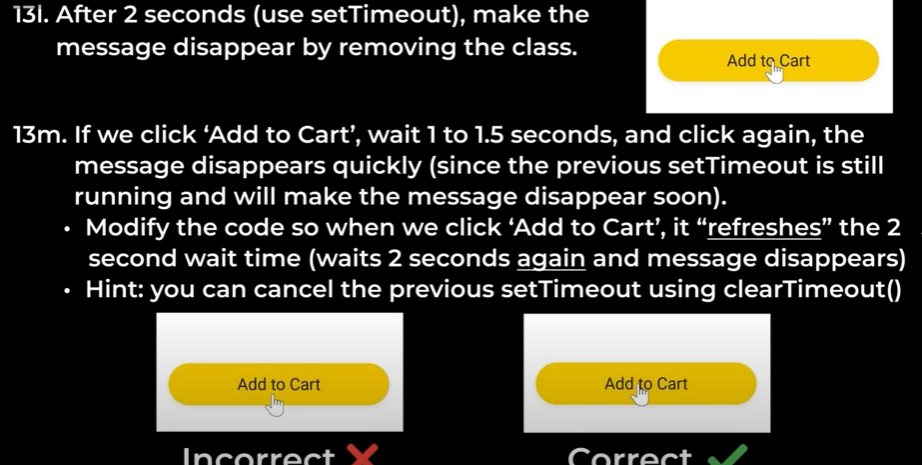 13l. After 2 seconds (use setTimeout), make the
message disappear by removing the class.
Add to Cart
13m. If we click ‘Add to Cart’, wait 1 to 1.5 seconds, and click again, the
message disappears quickly (since the previous setTimeout is still
running and will make the message disappear soon).
• Modify the code so when we click ‘Add to Cart’, it “refreshes” the 2
second wait time (waits 2 seconds again and message disappears)
• Hint: you can cancel the previous setTimeout using clearTimeout()
Add to Cart
Add to Cart
Incorrect ❌
Correct ✔